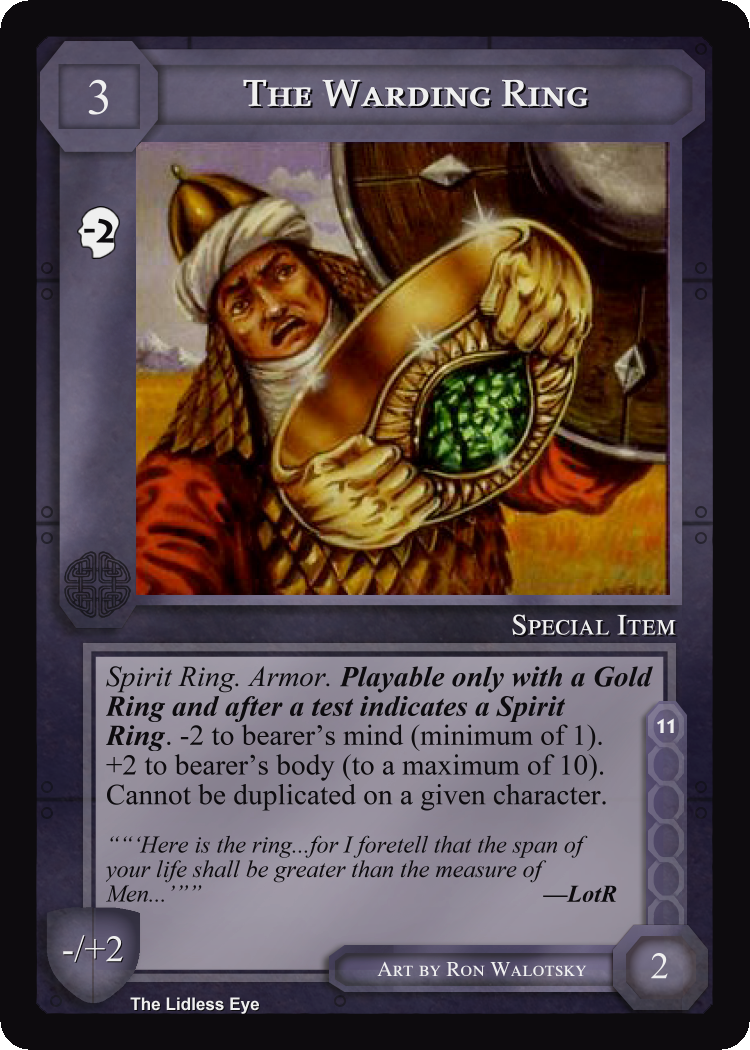 3
THE WARDING RING
-2
SPECIAL ITEM
Spirit Ring. Armor. Playable only with a Gold
Ring and after a test indicates a Spirit
Ring. -2 to bearer's mind (minimum of 1).
+2 to bearer's body (to a maximum of 10).
Cannot be duplicated on a given character.
11
““‘Here is the ring...for I foretell that the span of
your life shall be greater than the measure of
Men...’”” —LotR
-/+2
ART BY RON WALOTSKY
2
The Lidless Eye